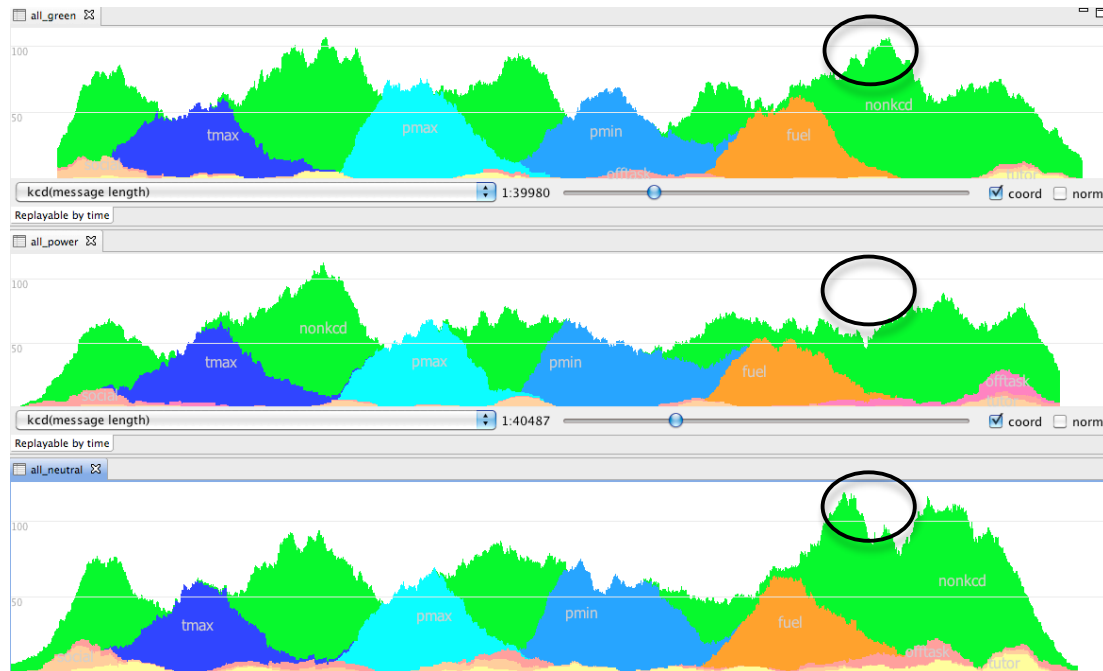 all_green
100
50
tmax
pmax
pmin
fuel
nonkcd
offtask
tutor
kcd(message length)
1:39980
coord
norm
Replayable by time
all_power
100
50
social
tmax
nonkcd
pmax
pmin
fuel
offtask
kcd(message length)
1:40487
coord
norm
Replayable by time
all_neutral
100
50
tmax
pmax
pmin
fuel
nonkcd
offtask
tutor